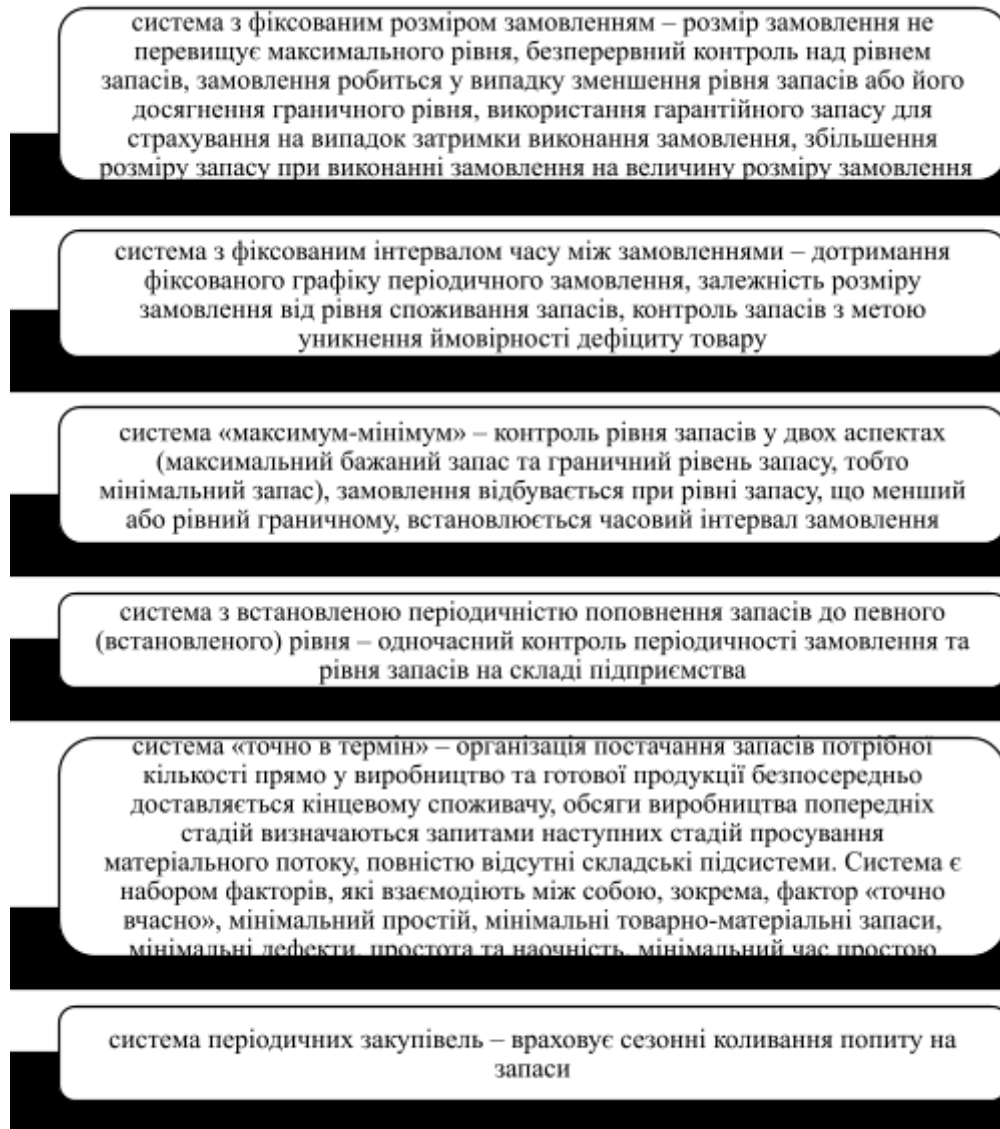 система з фіксованим розміром замовленням – розмір замовлення не
перевищує максимального рівня, безперервний контроль над рівнем
запасів, замовлення робиться у випадку зменшення рівня запасів або його
досягнення граничного рівня, використання гарантійного запасу для
страхування на випадок затримки виконання замовлення, збільшення
розміру запасу при виконанні замовлення на величину розміру замовлення
система з фіксованим інтервалом часу між замовленнями – дотримання
фіксованого графіку періодичного замовлення, залежність розміру
замовлення від рівня споживання запасів, контроль запасів з метою
уникнення ймовірності дефіциту товару
система «максимум-мінімум» – контроль рівня запасів у двох аспектах
(максимальний бажаний запас та граничний рівень запасу, тобто
мінімальний запас), замовлення відбувається при рівні запасу, що менший
або рівний граничному, встановлюється часовий інтервал замовлення
система з встановленою періодичністю поповнення запасів до певного
(встановленого) рівня – одночасний контроль періодичності замовлення та
рівня запасів на складі підприємства
система «точно в термін» – організація постачання запасів потрібної
кількості прямо у виробництво та готової продукції безпосередньо
доставляється кінцевому споживачу, обсяги виробництва попередніх
стадій визначаються запитами наступних стадій просування
матеріального потоку, повністю відсутні складські підсистеми. Система є
набором факторів, які взаємодіють між собою, зокрема, фактор «точно
вчасно», мінімальний простій, мінімальні товарно-матеріальні запаси,
мінімальні дефекти, простота та наочність, мінімальний час простою
система періодичних закупівель – враховує сезонні коливання попиту на
запаси